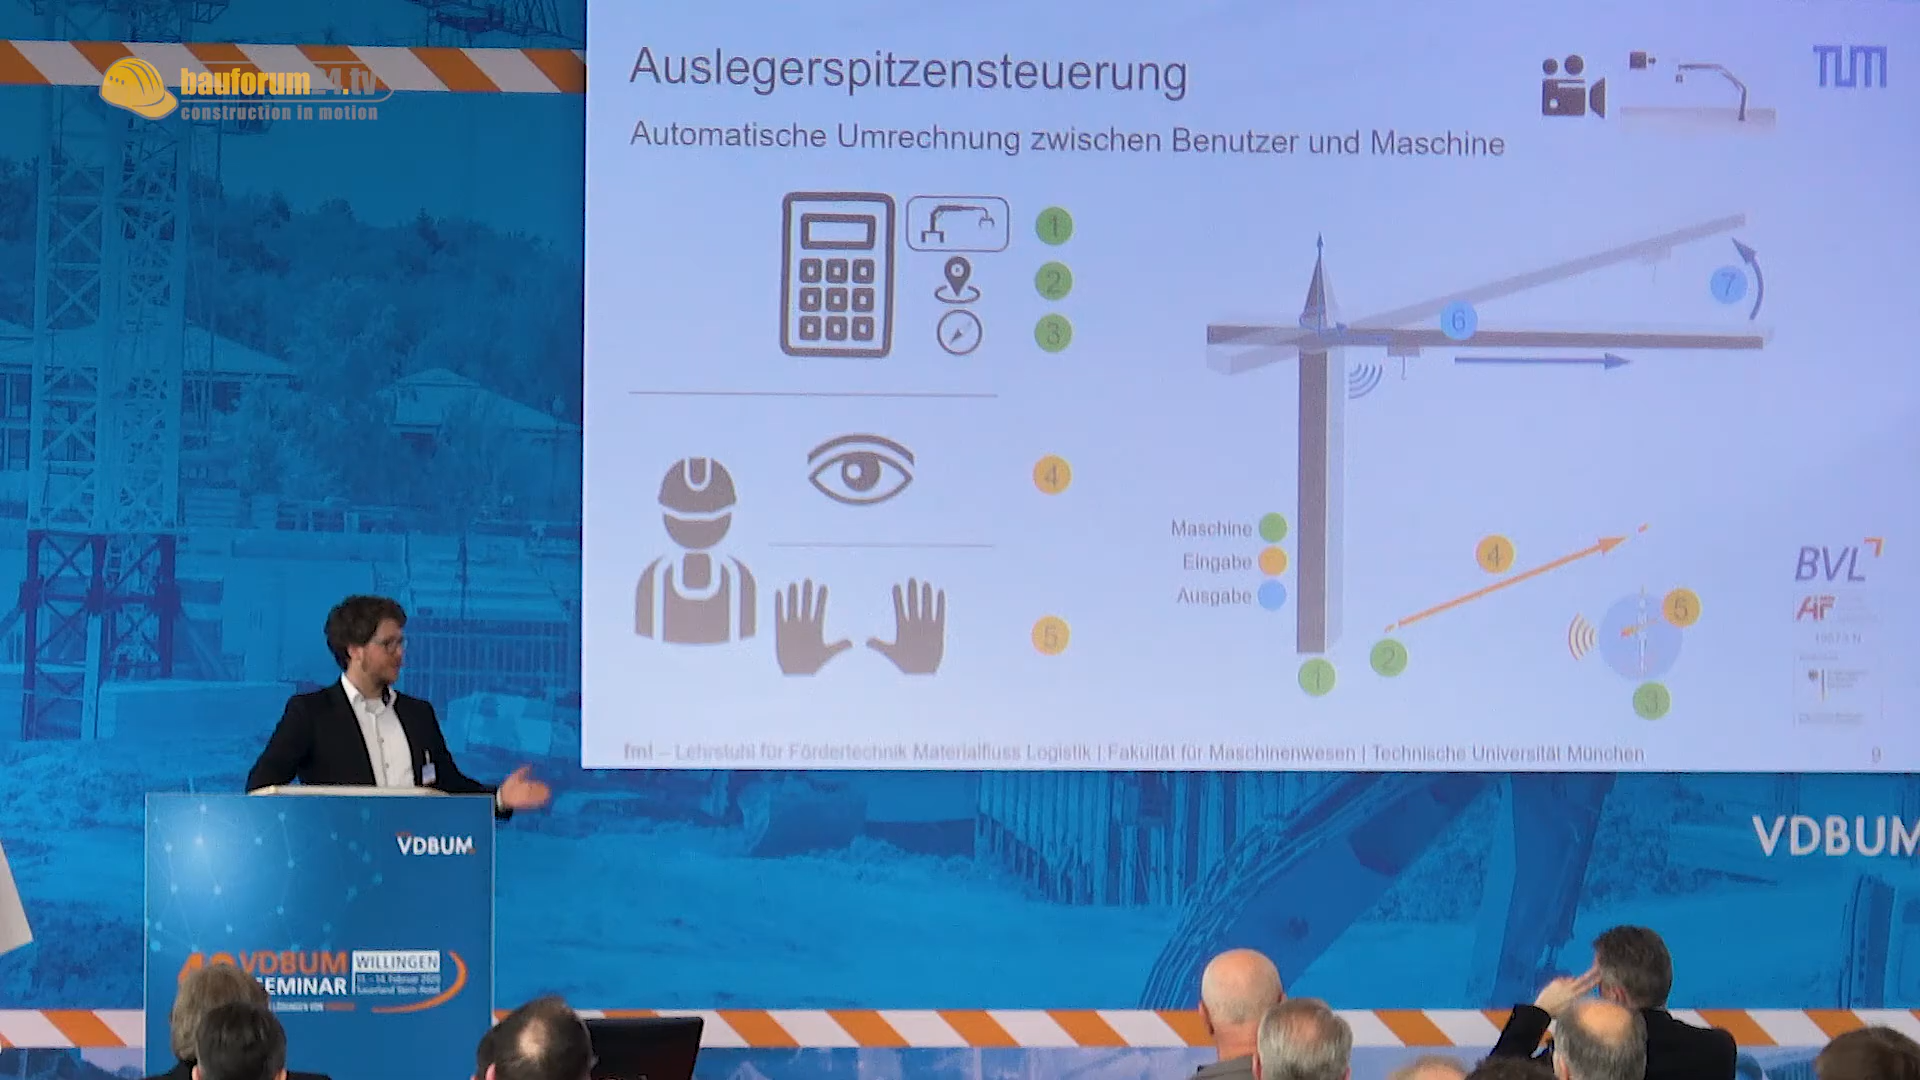 bauforum24.tv
construction in motion
Auslegerspitzensteuerung
TUM
Automatische Umrechnung zwischen Benutzer und Maschine
1
2
3
4
5
6
7
Maschine
Eingabe
Ausgabe
4
5
1
2
3
BVL
AiF
fml – Lehrstuhl für Fördertechnik Materialfluss Logistik | Fakultät für Maschinenwesen | Technische Universität München
9
VDBUM
VDBUM
VDBUM
WILLINGEN
SEMINAR